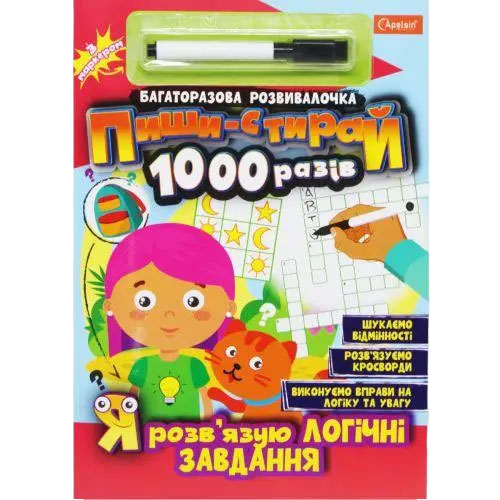 З
маркером
Apelsin
БАГАТОРАЗОВА РОЗВИВАЛОЧКА
Пиши-стирай
1000 разів
ШУКАЄМО
ВІДМІННОСТІ
РОЗВ'ЯЗУЄМО
КРОСВОРДИ
ВИКОНУЄМО ВПРАВИ НА
ЛОГІКУ ТА УВАГУ
Я розв'язую ЛОГІЧНІ
ЗАВДАННЯ